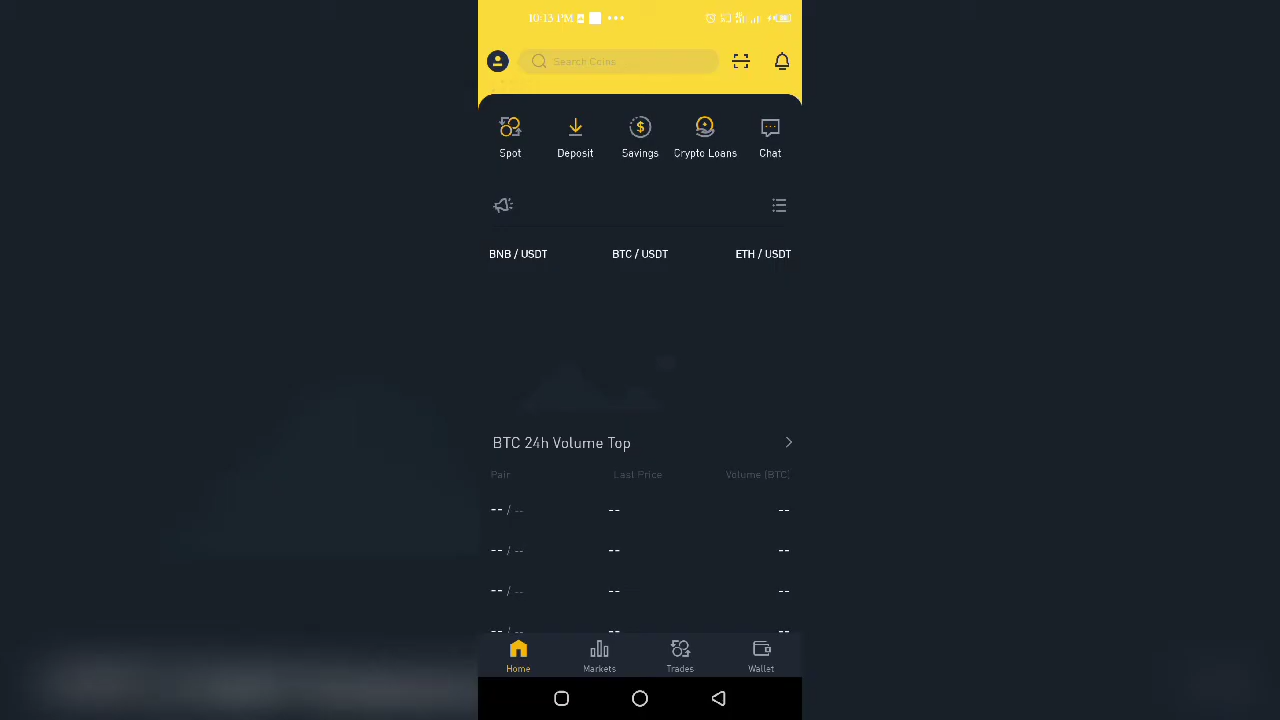 10:13 PM
Search Coins
Spot Deposit Savings Crypto Loans Chat
BNB / USDT BTC / USDT ETH / USDT
BTC 24h Volume Top
Pair Last Price Volume (BTC)
-- / -- -- --
-- / -- -- --
-- / -- -- --
-- / -- -- --
Home Markets Trades Wallet